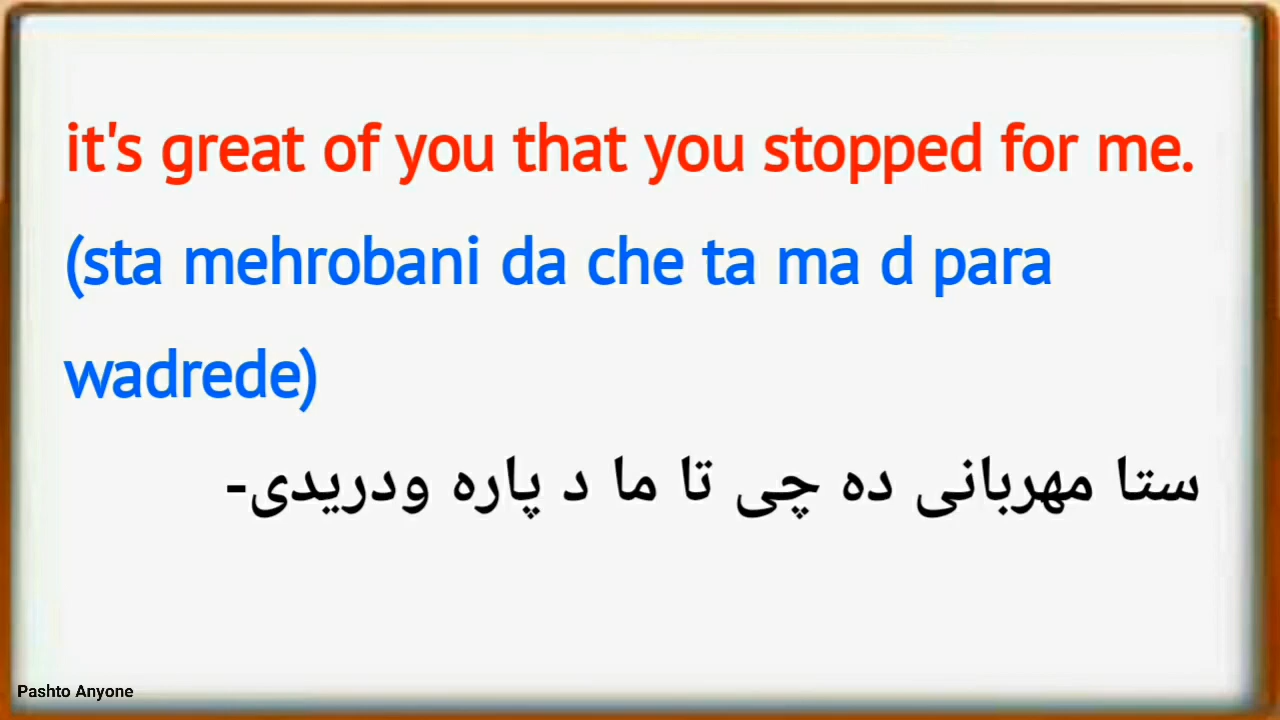 it's great of you that you stopped for me.
(sta mehrobani da che ta ma d para
wadrede)
ستا مهربانی ده چی تا ما د پاره ودریدی-
Pashto Anyone